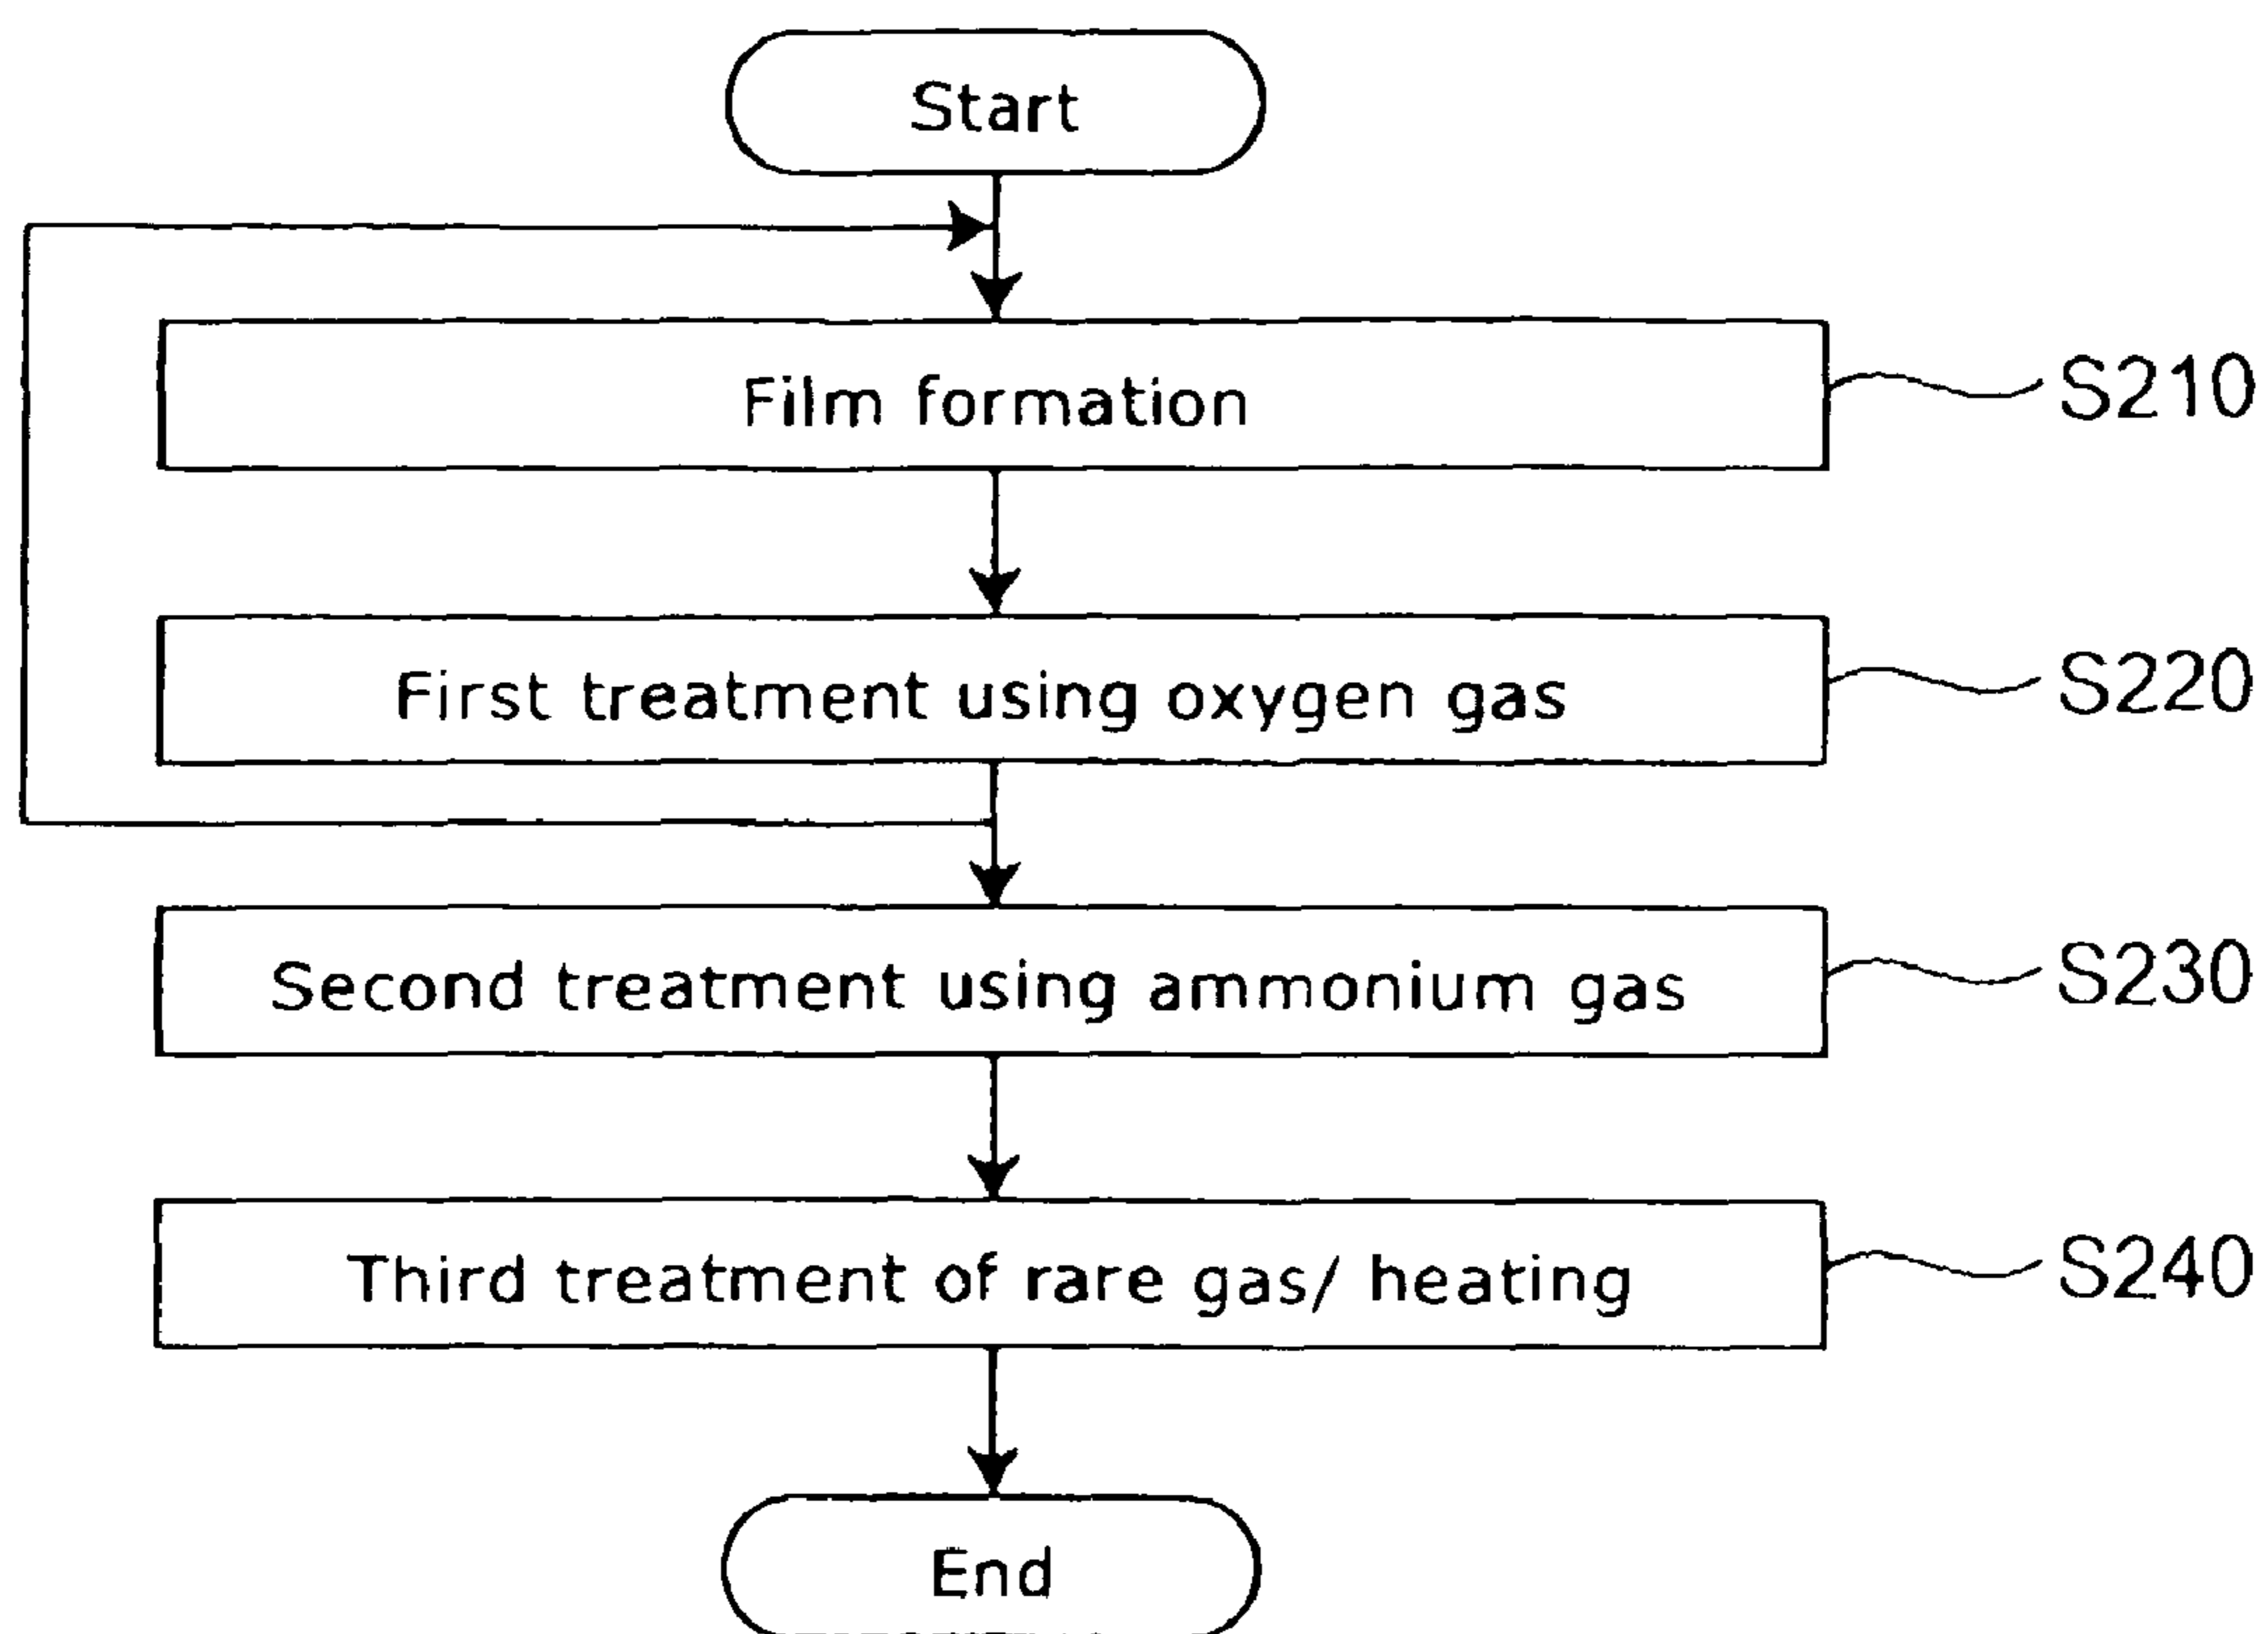 Start
Film formation
S210
First treatment using oxygen gas
S220
Second treatment using ammonium gas
S230
Third treatment of rare gas/ heating
S240
End